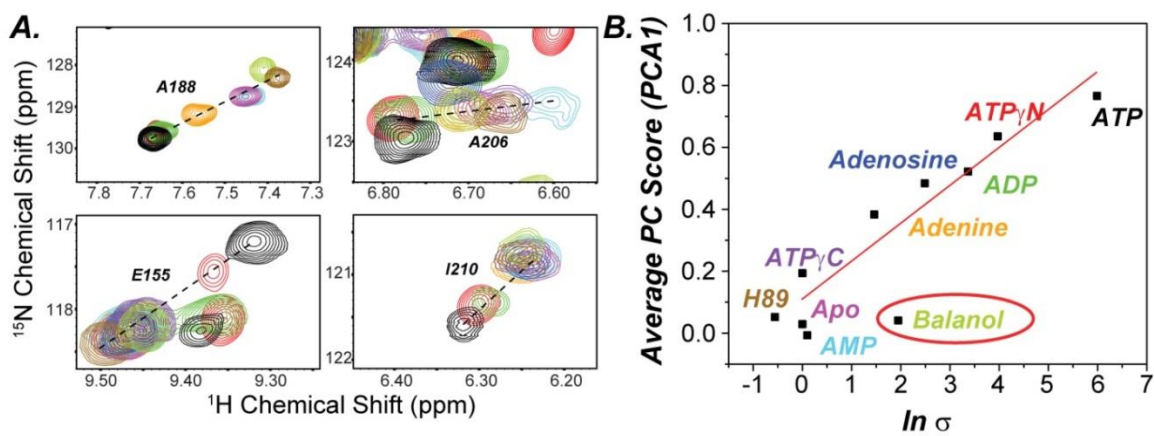 A.
15N Chemical Shift (ppm)
128
129
130
A188
7.8 7.7 7.6 7.5 7.4 7.3
124
123
A206
6.80 6.70 6.60
117
118
E155
9.50 9.40 9.30
121
122
I210
6.40 6.30 6.20
1H Chemical Shift (ppm)
B.
Average PC Score (PCA1)
1.0
0.8
0.6
0.4
0.2
0.0
ATPγN
ATP
Adenosine
ADP
Adenine
ATPγC
H89
Apo
Balanol
AMP
-1 0 1 2 3 4 5 6 7
ln σ